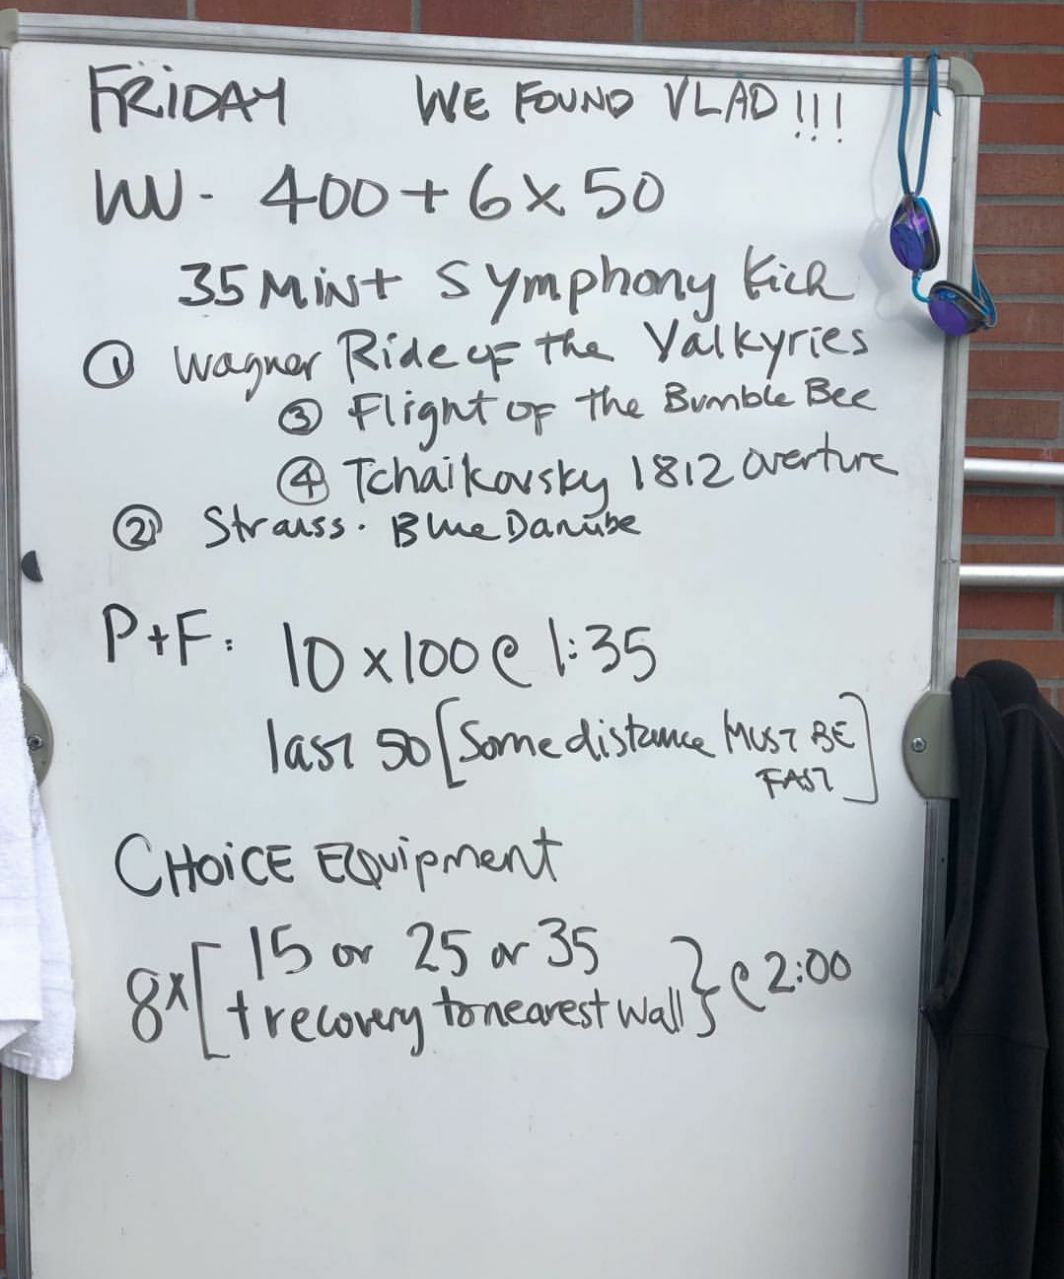 FRIDAY WE FOUND VLAD !!!
WU - 400 + 6 x 50
35 Min + Symphony Kick
① Wagner Ride of the Valkyries
③ Flight of the Bumble Bee
④ Tchaikovsky 1812 overture
② Strauss. Blue Danube
P+F: 10 x 100 @ 1:35
last 50 [Some distance MUST BE
FAST]
CHOICE EQuipment
8x [15 or 25 or 35
+ recovery to nearest wall} @ 2:00